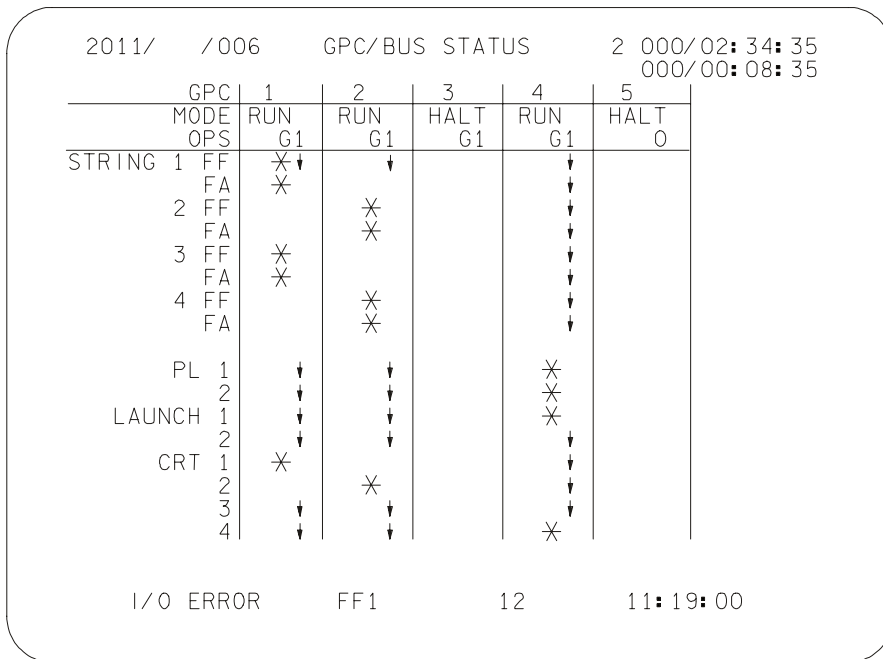 2011/ /006 GPC/BUS STATUS 2 000/02:34:35
000/00:08:35
GPC 1 2 3 4 5
MODE RUN RUN HALT RUN HALT
OPS G1 G1 G1 G1 0
STRING 1 FF * ↓ ↓ ↓
FA * ↓
2 FF * ↓
FA * ↓
3 FF * ↓
FA * ↓
4 FF * ↓
FA * ↓
PL 1 ↓ ↓ *
2 ↓ ↓ *
LAUNCH 1 ↓ ↓ *
2 ↓ ↓ ↓
CRT 1 * ↓
2 * ↓
3 ↓ ↓ ↓
4 ↓ ↓ *
I/O ERROR FF1 12 11:19:00